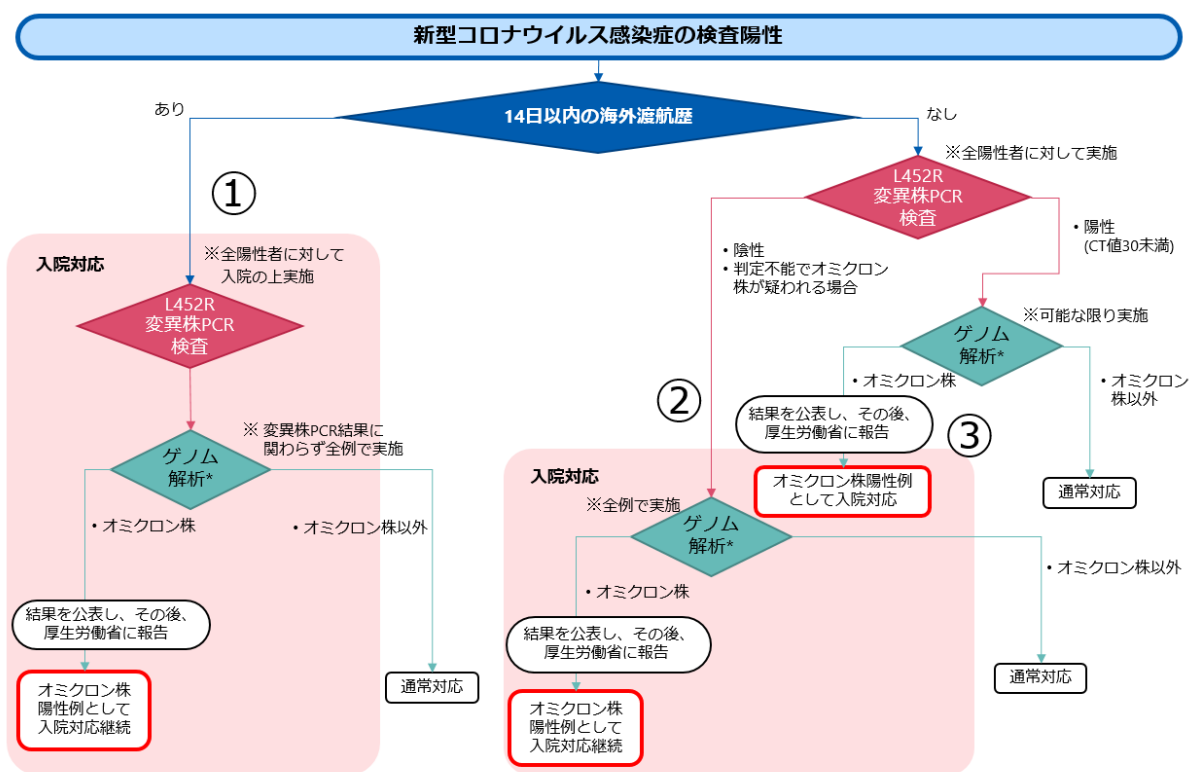 新型コロナウイルス感染症の検査陽性
14日以内の海外渡航歴
あり
なし
①
入院対応
※全陽性者に対して
入院の上実施
L452R
変異株PCR
検査
※ 変異株PCR結果に
関わらず全例で実施
ゲノム
解析*
・オミクロン株
・オミクロン株以外
結果を公表し、その後、
厚生労働省に報告
オミクロン株
陽性例として
入院対応継続
通常対応
※全陽性者に対して実施
L452R
変異株PCR
検査
・陰性
・判定不能でオミクロン
株が疑われる場合
・陽性
(CT値30未満)
②
※可能な限り実施
ゲノム
解析*
・オミクロン株
・オミクロン
株以外
結果を公表し、その後、
厚生労働省に報告
③
オミクロン株陽性例
として入院対応
通常対応
入院対応
※全例で実施
ゲノム
解析*
・オミクロン株
・オミクロン株以外
結果を公表し、その後、
厚生労働省に報告
オミクロン株
陽性例として
入院対応継続
通常対応